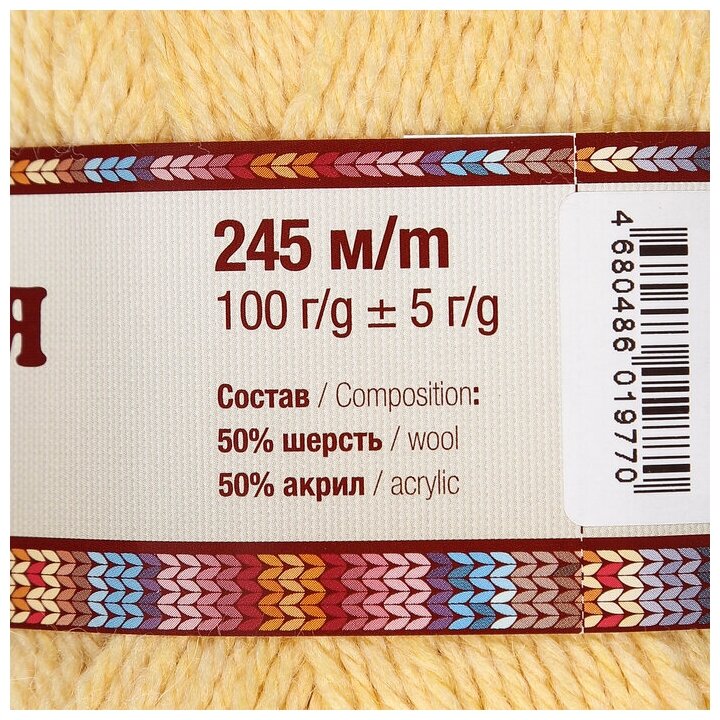 я
245 м/m
100 г/g ± 5 г/g
Состав / Composition:
50% шерсть / wool
50% акрил / acrylic
4 680486 019770